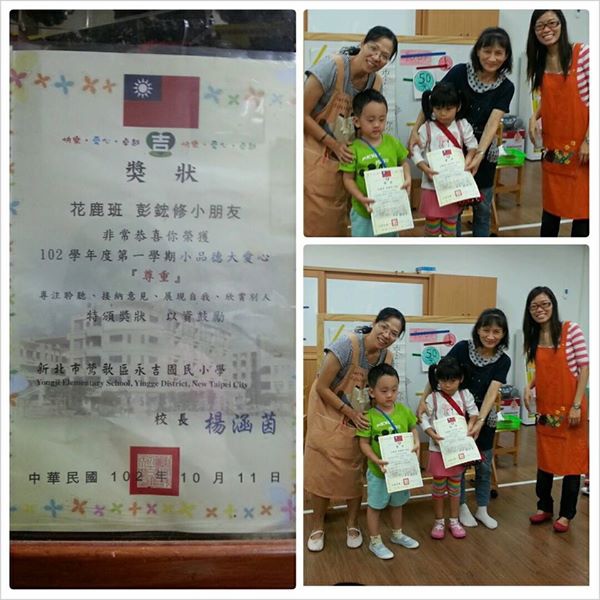 吉
獎狀
花鹿班 彭鋐修小朋友
非常恭喜你榮獲
102學年度第一學期小品德大愛心
『尊重』
專注聆聽、接納意見、展現自我、欣賞別人
特頒獎狀 以資鼓勵
新北市鶯歌區永吉國民小學
Yongji Elementary School, Yingge District, New Taipei City
校長 楊涵茵
中華民國 102 年 10 月 11 日
50